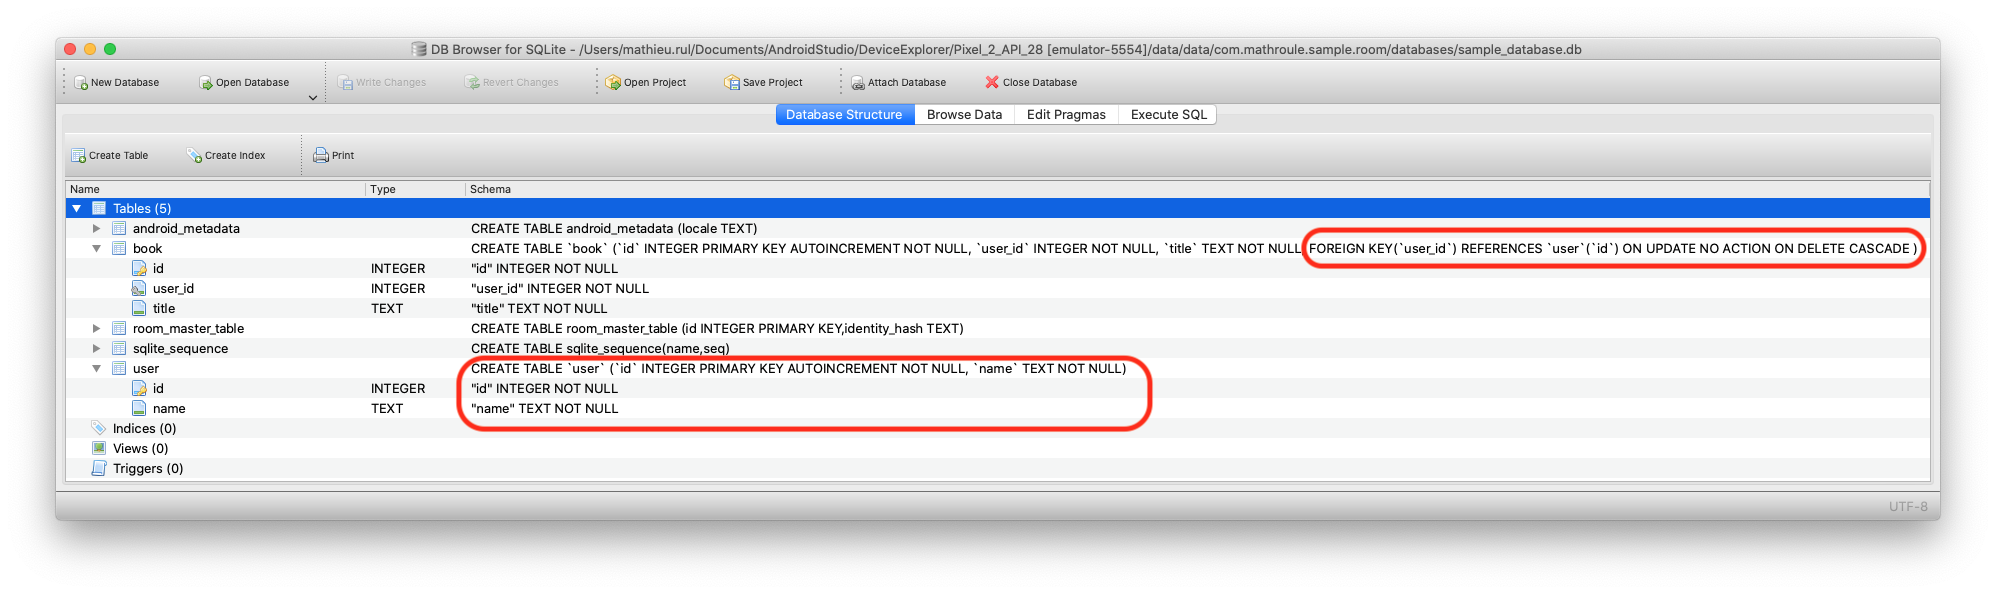 DB Browser for SQLite - /Users/mathieu.rul/Documents/AndroidStudio/DeviceExplorer/Pixel_2_API_28 [emulator-5554]/data/data/com.mathroule.sample.room/databases/sample_database.db
New Database Open Database Write Changes Revert Changes Open Project Save Project Attach Database Close Database
Database Structure Browse Data Edit Pragmas Execute SQL
Create Table Create Index Print
Name Type Schema
Tables (5)
android_metadata CREATE TABLE android_metadata (locale TEXT)
book CREATE TABLE `book` (`id` INTEGER PRIMARY KEY AUTOINCREMENT NOT NULL, `user_id` INTEGER NOT NULL, `title` TEXT NOT NULL, FOREIGN KEY(`user_id`) REFERENCES `user`(`id`) ON UPDATE NO ACTION ON DELETE CASCADE )
id INTEGER "id" INTEGER NOT NULL
user_id INTEGER "user_id" INTEGER NOT NULL
title TEXT "title" TEXT NOT NULL
room_master_table CREATE TABLE room_master_table (id INTEGER PRIMARY KEY,identity_hash TEXT)
sqlite_sequence CREATE TABLE sqlite_sequence(name,seq)
user CREATE TABLE `user` (`id` INTEGER PRIMARY KEY AUTOINCREMENT NOT NULL, `name` TEXT NOT NULL)
id INTEGER "id" INTEGER NOT NULL
name TEXT "name" TEXT NOT NULL
Indices (0)
Views (0)
Triggers (0)
UTF-8